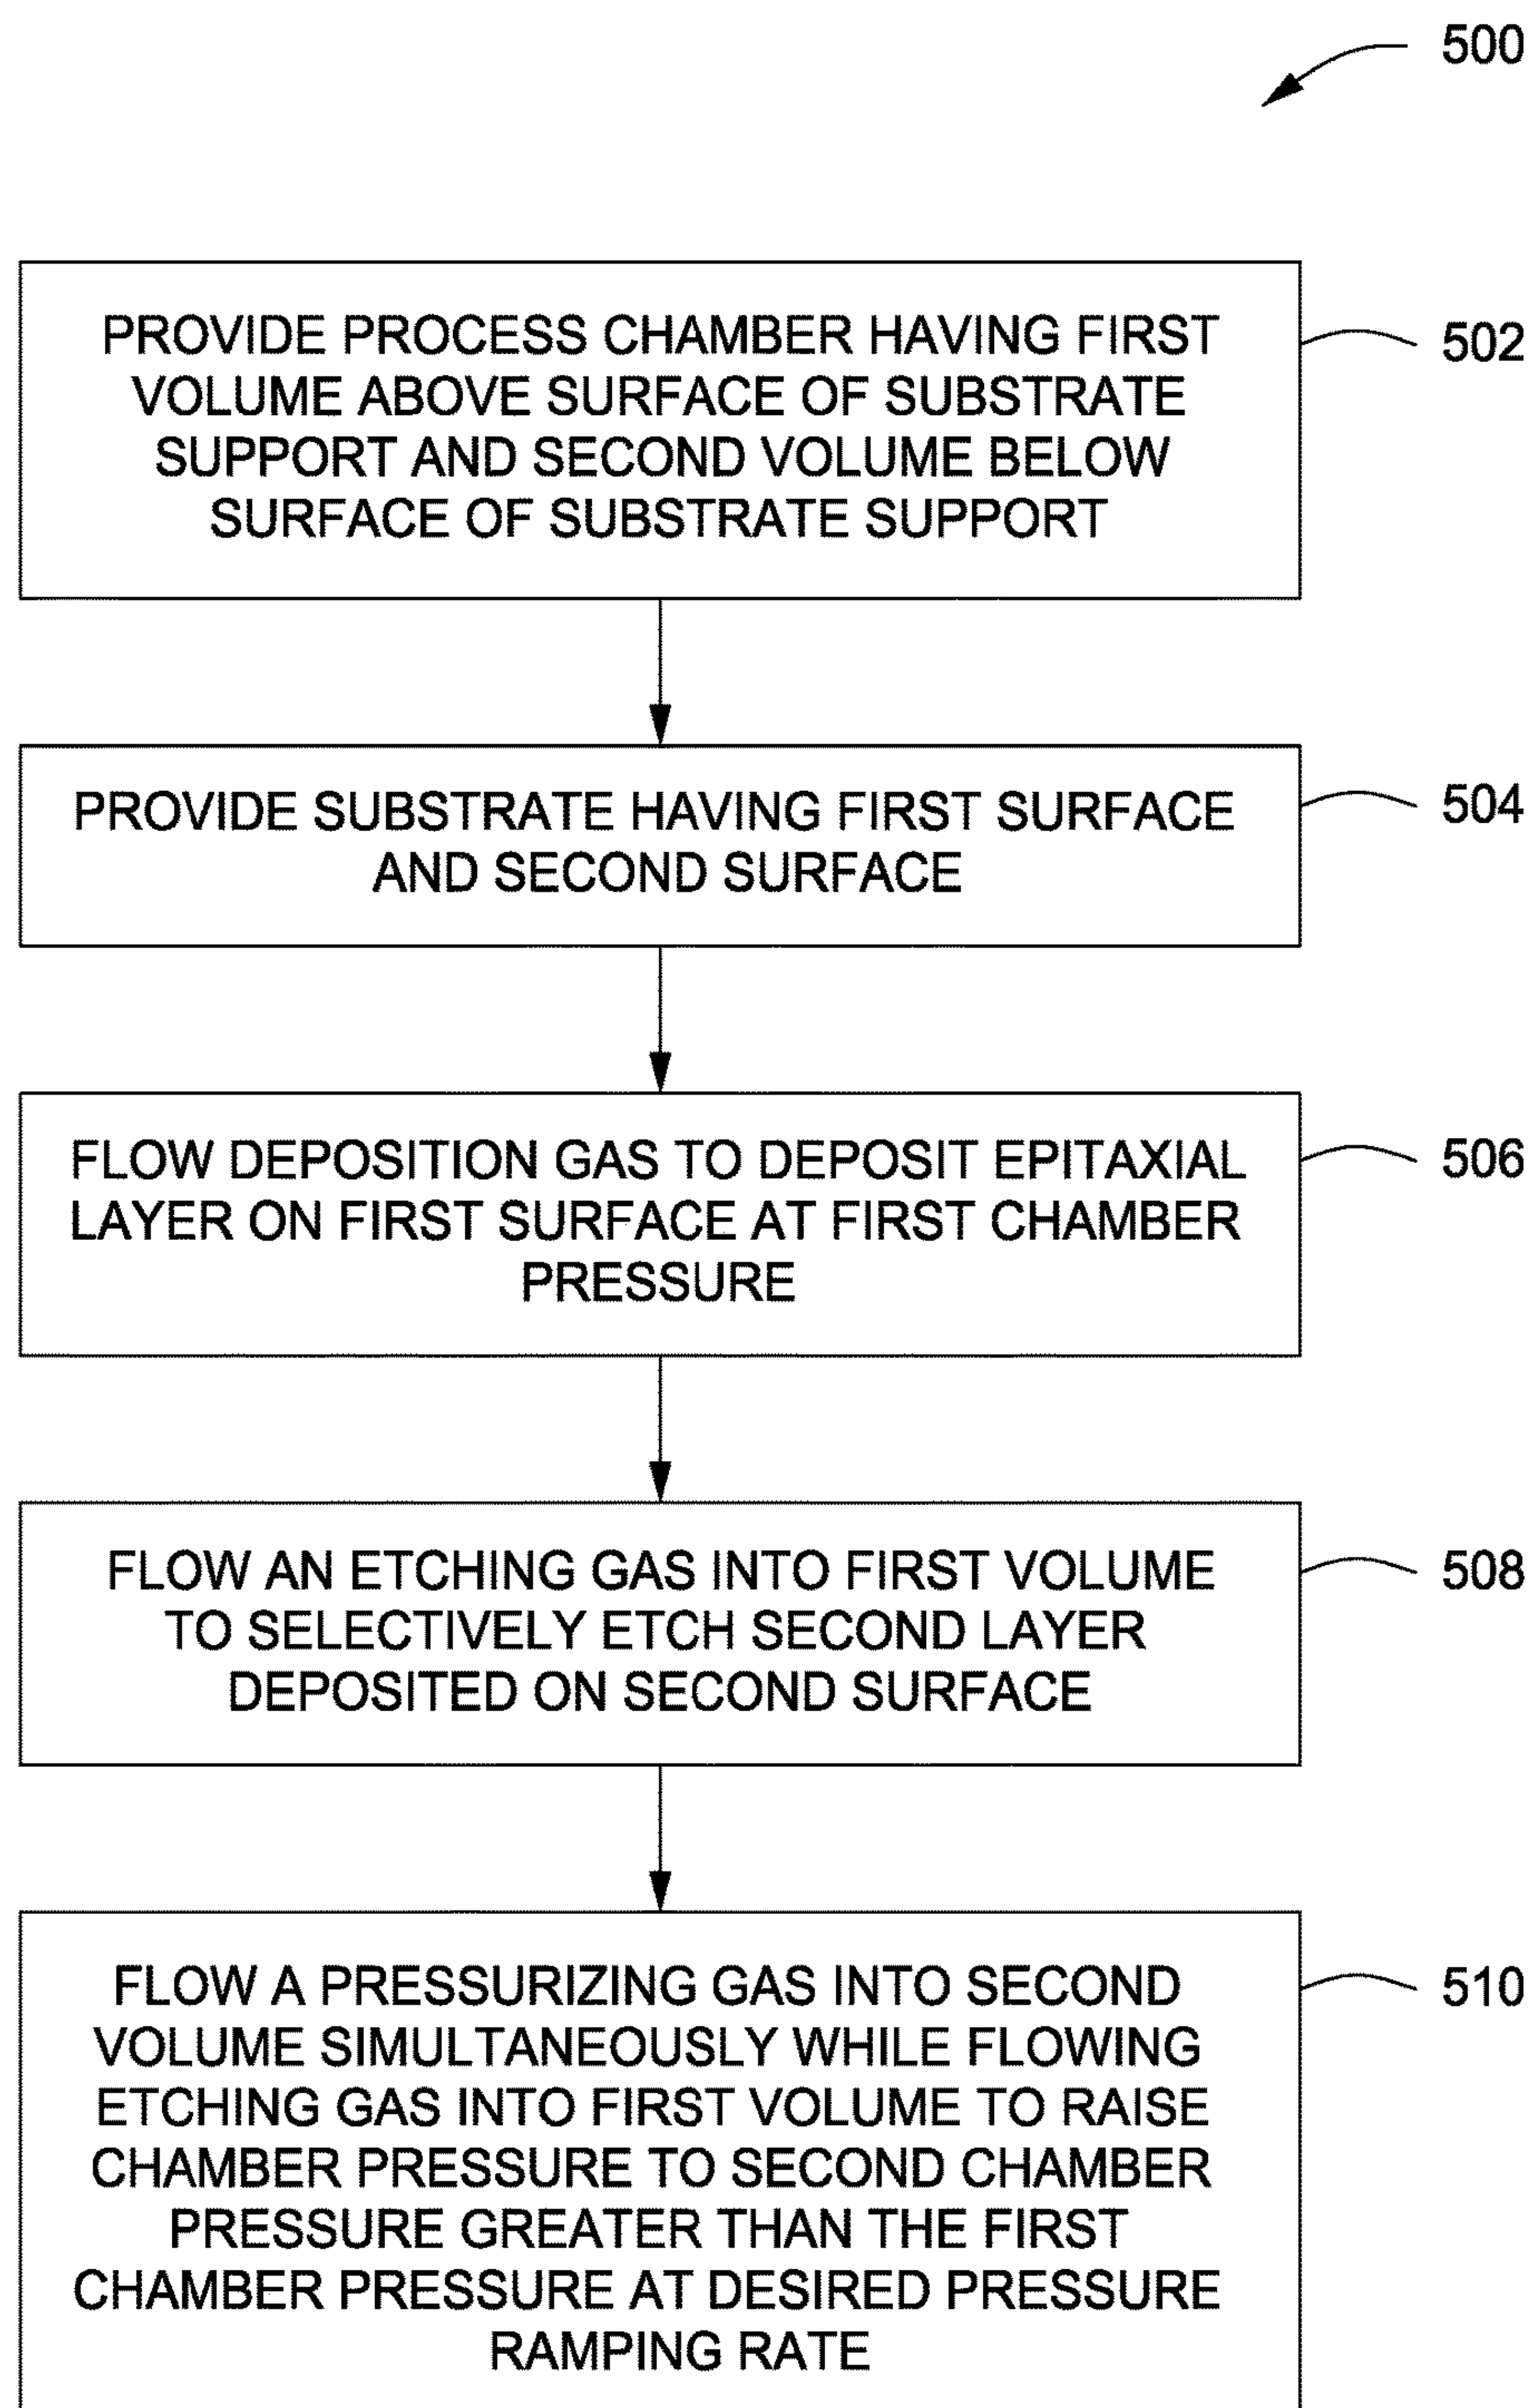 500
PROVIDE PROCESS CHAMBER HAVING FIRST
VOLUME ABOVE SURFACE OF SUBSTRATE
SUPPORT AND SECOND VOLUME BELOW
SURFACE OF SUBSTRATE SUPPORT
502
PROVIDE SUBSTRATE HAVING FIRST SURFACE
AND SECOND SURFACE
504
FLOW DEPOSITION GAS TO DEPOSIT EPITAXIAL
LAYER ON FIRST SURFACE AT FIRST CHAMBER
PRESSURE
506
FLOW AN ETCHING GAS INTO FIRST VOLUME
TO SELECTIVELY ETCH SECOND LAYER
DEPOSITED ON SECOND SURFACE
508
FLOW A PRESSURIZING GAS INTO SECOND
VOLUME SIMULTANEOUSLY WHILE FLOWING
ETCHING GAS INTO FIRST VOLUME TO RAISE
CHAMBER PRESSURE TO SECOND CHAMBER
PRESSURE GREATER THAN THE FIRST
CHAMBER PRESSURE AT DESIRED PRESSURE
RAMPING RATE
510